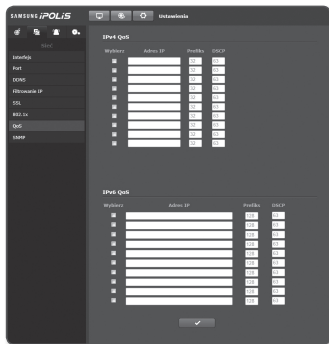 SAMSUNG iPOLiS
Ustawienia
Sieć
Interfejs
Port
DDNS
Filtrowanie IP
SSL
802.1x
QoS
SNMP
IPv4 QoS
Wybierz Adres IP Prefiks DSCP
32 63
32 63
32 63
32 63
32 63
32 63
32 63
32 63
32 63
32 63
IPv6 QoS
Wybierz Adres IP Prefiks DSCP
128 63
128 63
128 63
128 63
128 63
128 63
128 63
128 63
128 63
128 63